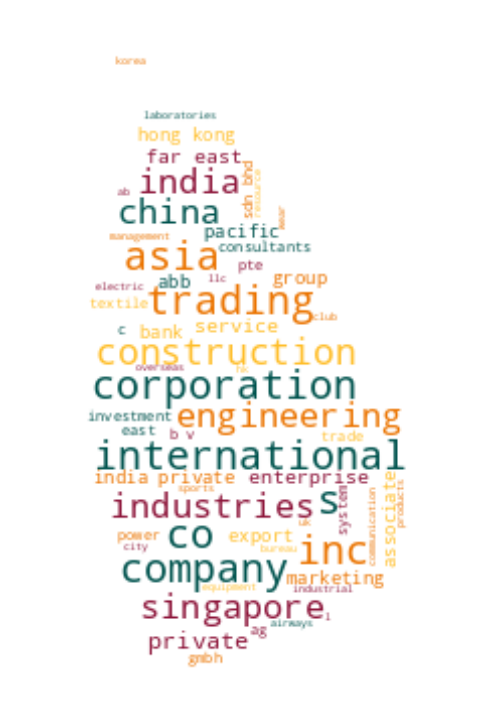 korea
laboratories
hong kong
far east
india
ab
sdn bhd
resource
china
wear
pacific
management
consultants
asia
pte
group
abb
llc
electric
trading
textile
club
c
bank
service
construction
overseas
hk
corporation
investment
engineering
east
b v
trade
international
india private
enterprise
sports
associate
products
system
communication
industries
s
uk
power
co
export
city
bureau
inc
company
marketing
equipment
industrial
singapore
l
airways
ag
private
gmbh